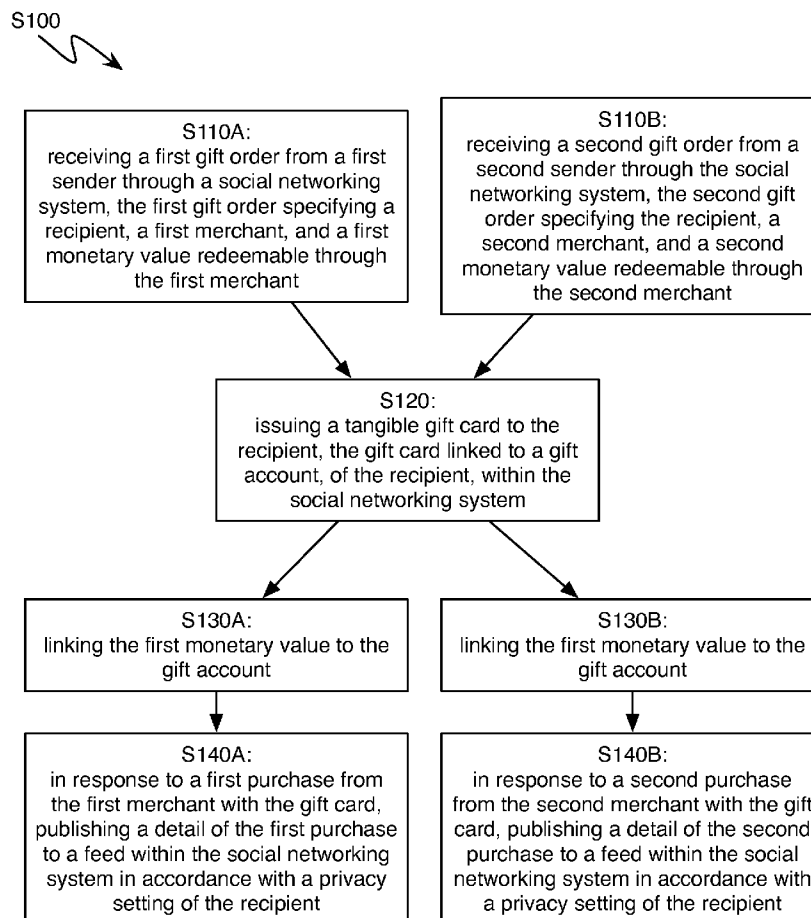 S100
S110A:
receiving a first gift order from a first
sender through a social networking
system, the first gift order specifying a
recipient, a first merchant, and a first
monetary value redeemable through
the first merchant
S110B:
receiving a second gift order from a
second sender through the social
networking system, the second gift
order specifying the recipient, a
second merchant, and a second
monetary value redeemable through
the second merchant
S120:
issuing a tangible gift card to the
recipient, the gift card linked to a gift
account, of the recipient, within the
social networking system
S130A:
linking the first monetary value to the
gift account
S130B:
linking the first monetary value to the
gift account
S140A:
in response to a first purchase from
the first merchant with the gift card,
publishing a detail of the first purchase
to a feed within the social networking
system in accordance with a privacy
setting of the recipient
S140B:
in response to a second purchase
from the second merchant with the gift
card, publishing a detail of the second
purchase to a feed within the social
networking system in accordance with
a privacy setting of the recipient